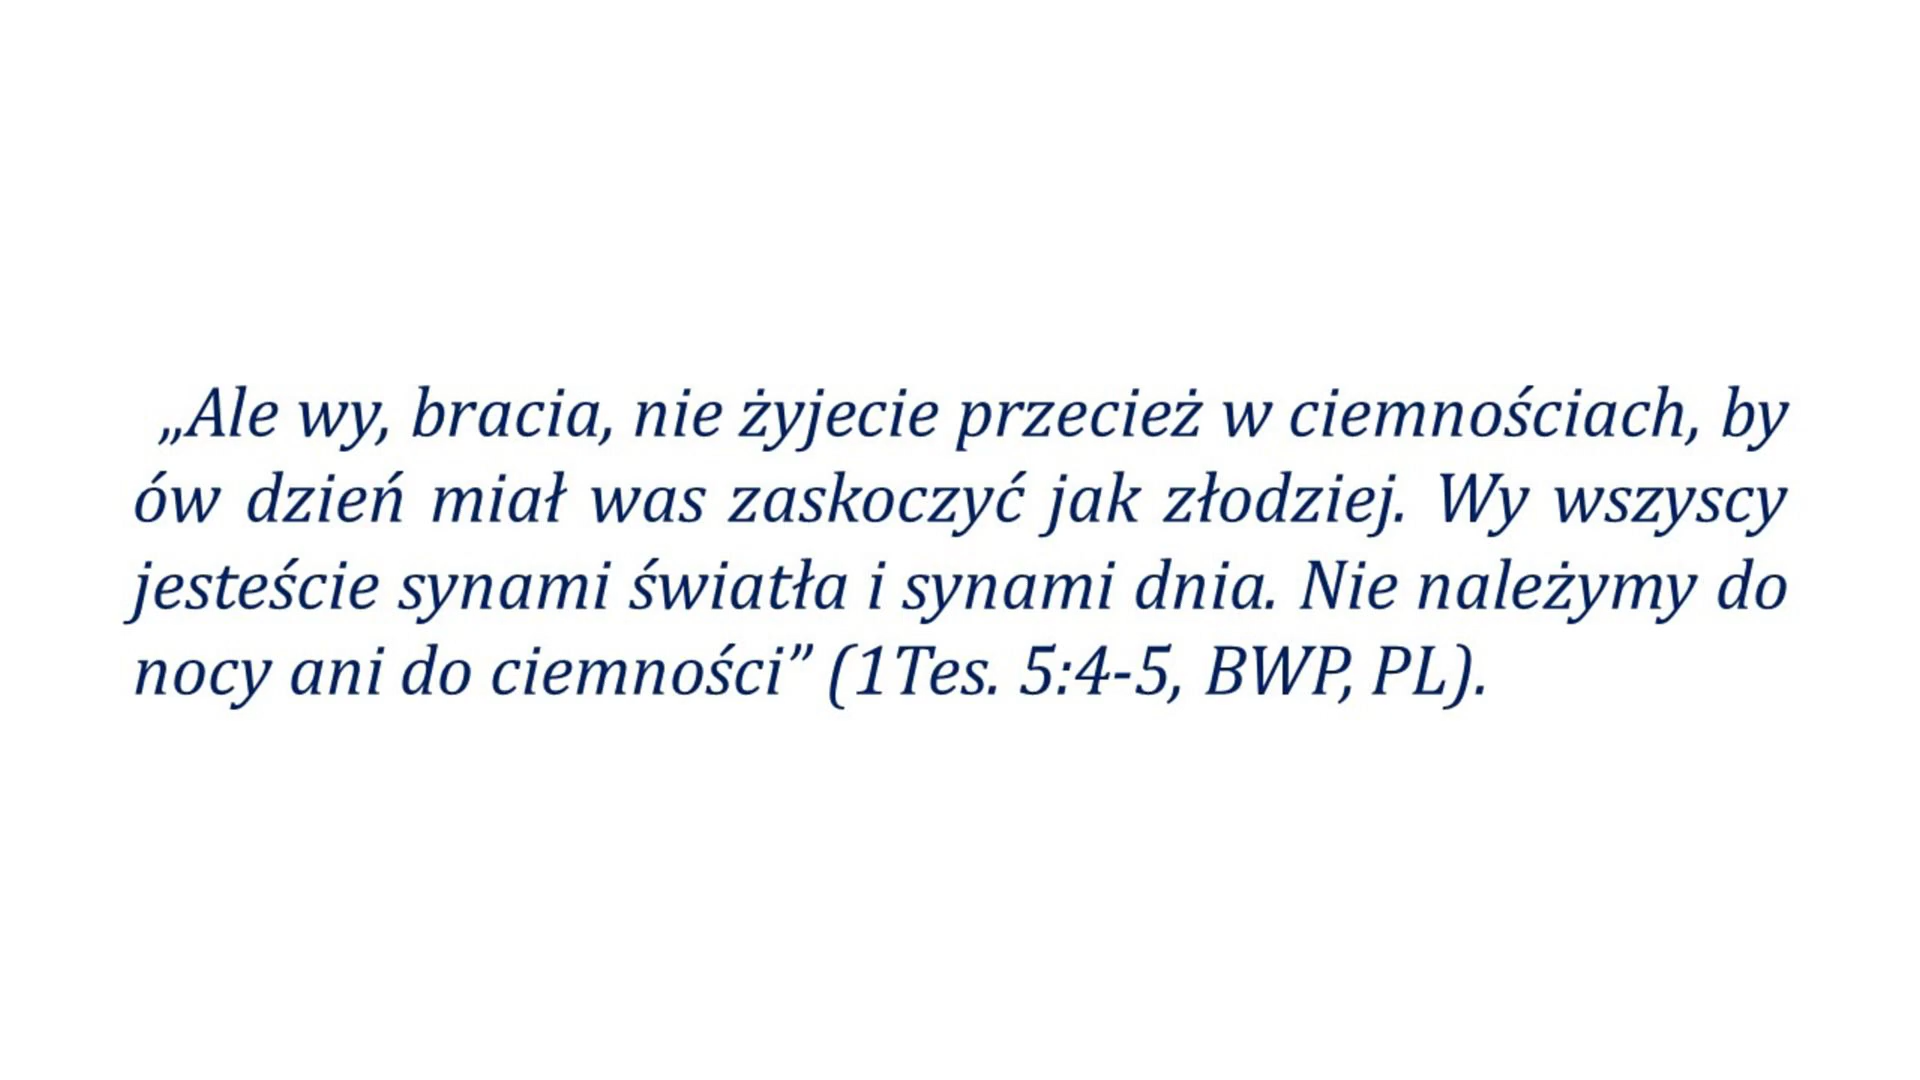 „Ale wy, bracia, nie żyjecie przecież w ciemnościach, by
ów dzień miał was zaskoczyć jak złodziej. Wy wszyscy
jesteście synami światła i synami dnia. Nie należymy do
nocy ani do ciemności” (1Tes. 5:4-5, BWP, PL).